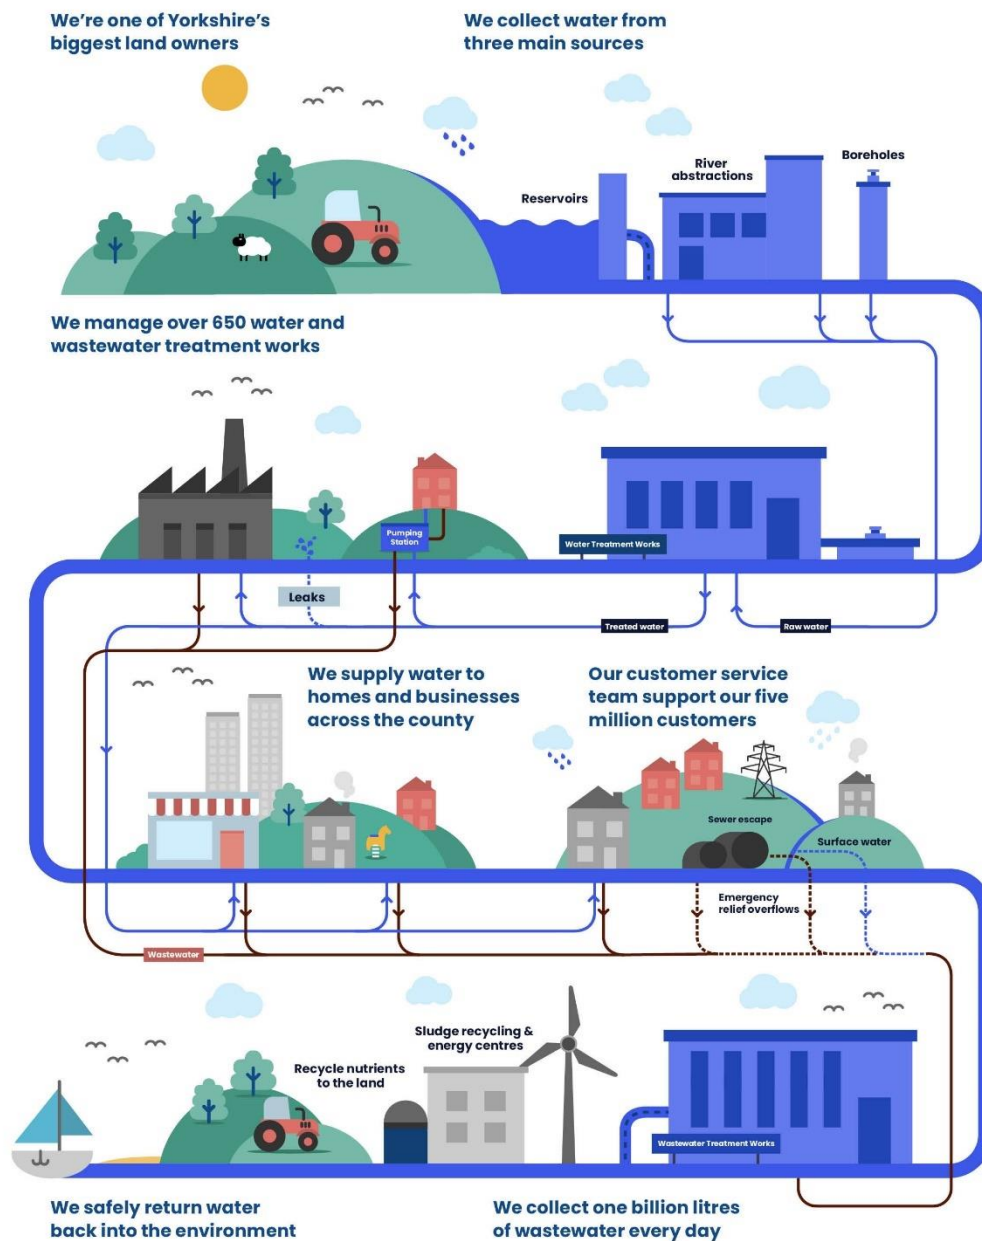 We're one of Yorkshire's
biggest land owners
We collect water from
three main sources
Reservoirs
River
abstractions
Boreholes
We manage over 650 water and
wastewater treatment works
Pumping
Station
Water Treatment Works
Leaks
Treated water
Raw water
We supply water to
homes and businesses
across the county
Our customer service
team support our five
million customers
Sewer escape
Surface water
Emergency
relief overflows
Wastewater
Sludge recycling &
energy centres
Recycle nutrients
to the land
Wastewater Treatment Works
We safely return water
back into the environment
We collect one billion litres
of wastewater every day